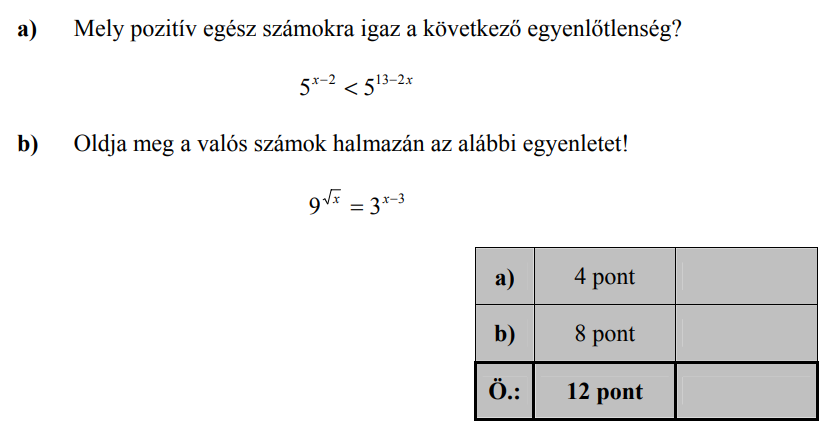 a) Mely pozitív egész számokra igaz a következő egyenlőtlenség?
5^{x−2} < 5^{13−2x}
b) Oldja meg a valós számok halmazán az alábbi egyenletet!
9^{√x} = 3^{x−3}
a) 4 pont
b) 8 pont
Ö.: 12 pont